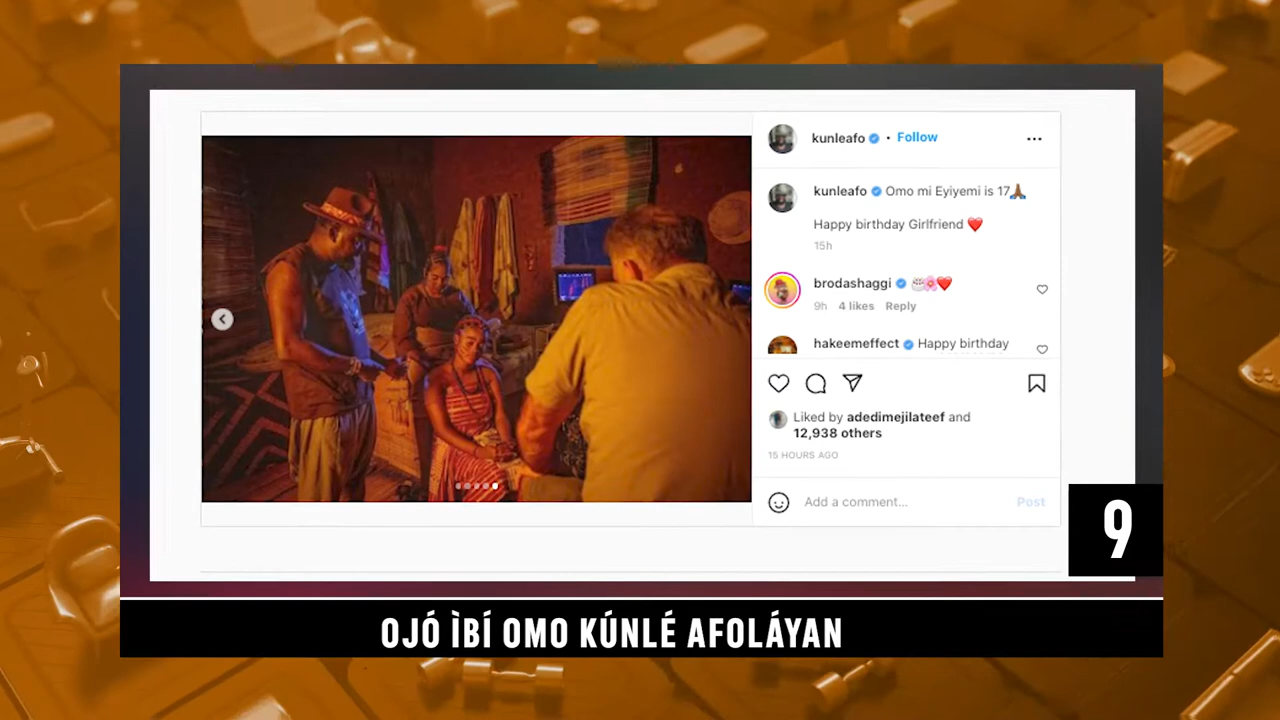 kunleafo • Follow
kunleafo Omo mi Eyiyemi is 17🙏🏾
Happy birthday Girlfriend ❤️
15h
brodashaggi 🎂🌸❤️
9h 4 likes Reply
hakeemeffect Happy birthday
Liked by adedimejilateef and
12,938 others
15 HOURS AGO
Add a comment... Post
9
OJÓ ÌBÍ OMO KÚNLÉ AFOLÁYAN